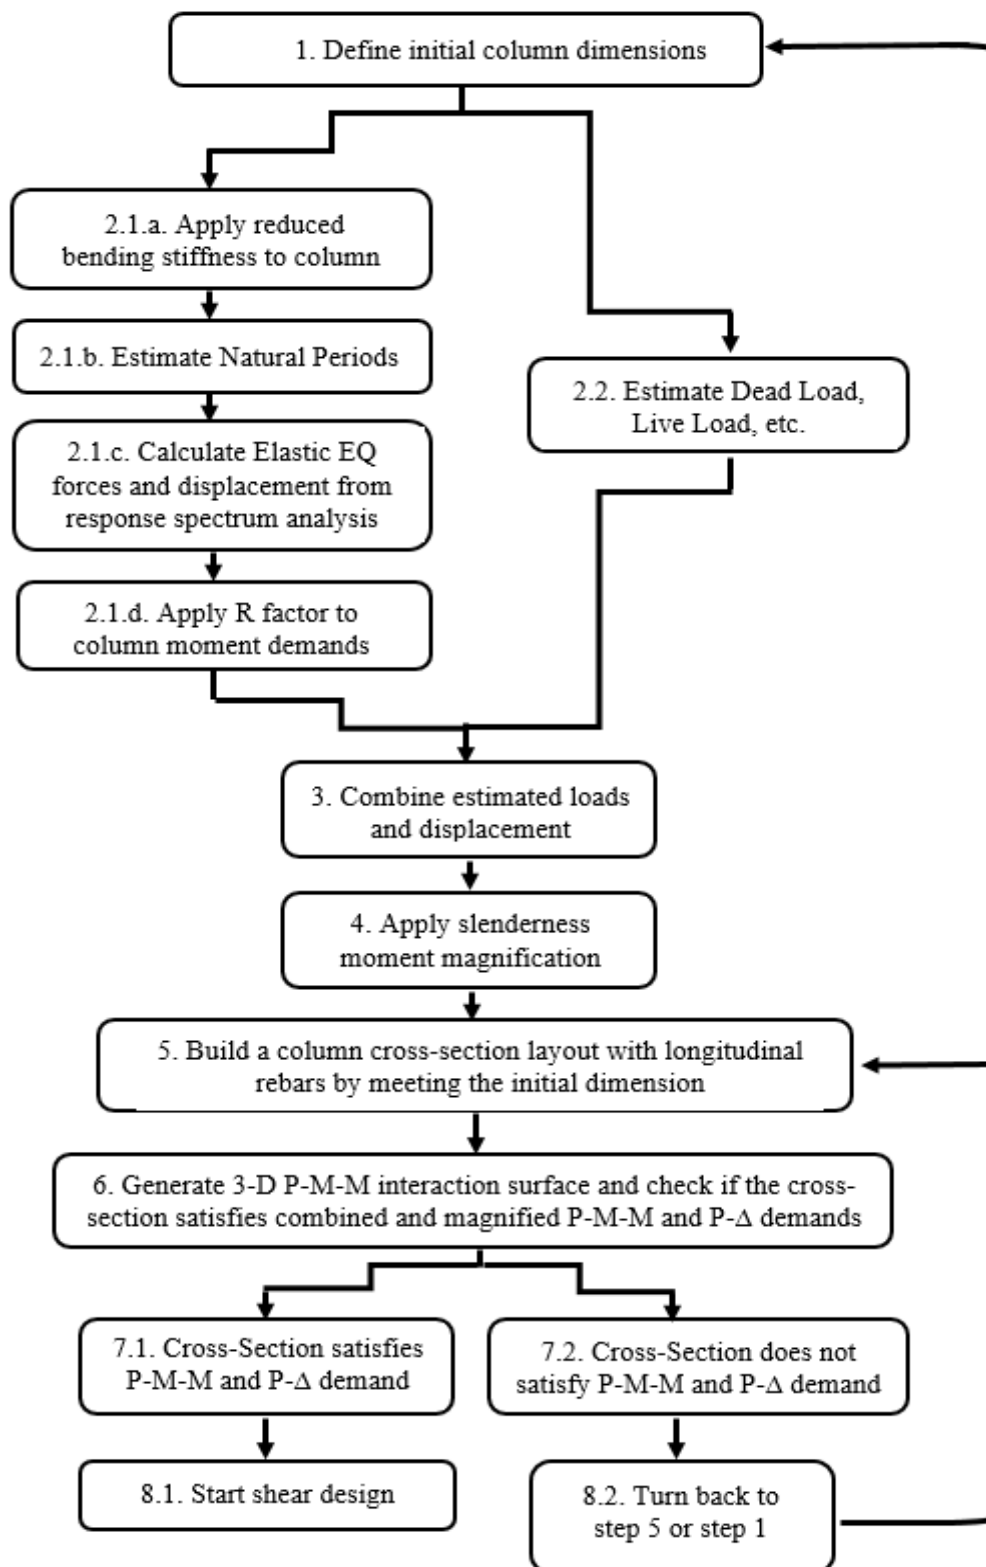 1. Define initial column dimensions
2.1.a. Apply reduced
bending stiffness to column
2.1.b. Estimate Natural Periods
2.2. Estimate Dead Load,
Live Load, etc.
2.1.c. Calculate Elastic EQ
forces and displacement from
response spectrum analysis
2.1.d. Apply R factor to
column moment demands
3. Combine estimated loads
and displacement
4. Apply slenderness
moment magnification
5. Build a column cross-section layout with longitudinal
rebars by meeting the initial dimension
6. Generate 3-D P-M-M interaction surface and check if the cross-
section satisfies combined and magnified P-M-M and P-Δ demands
7.1. Cross-Section satisfies
P-M-M and P-Δ demand
7.2. Cross-Section does not
satisfy P-M-M and P-Δ demand
8.1. Start shear design
8.2. Turn back to
step 5 or step 1